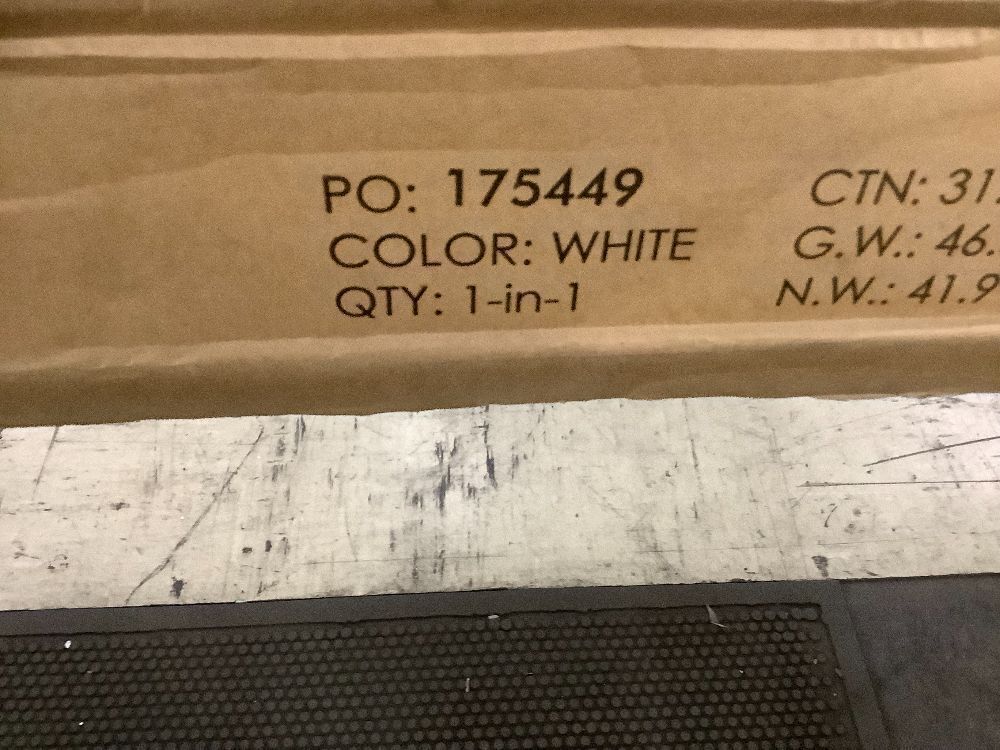 PO: 175449
COLOR: WHITE
QTY: 1-in-1
CTN: 31.
G.W.: 46.
N.W.: 41.9